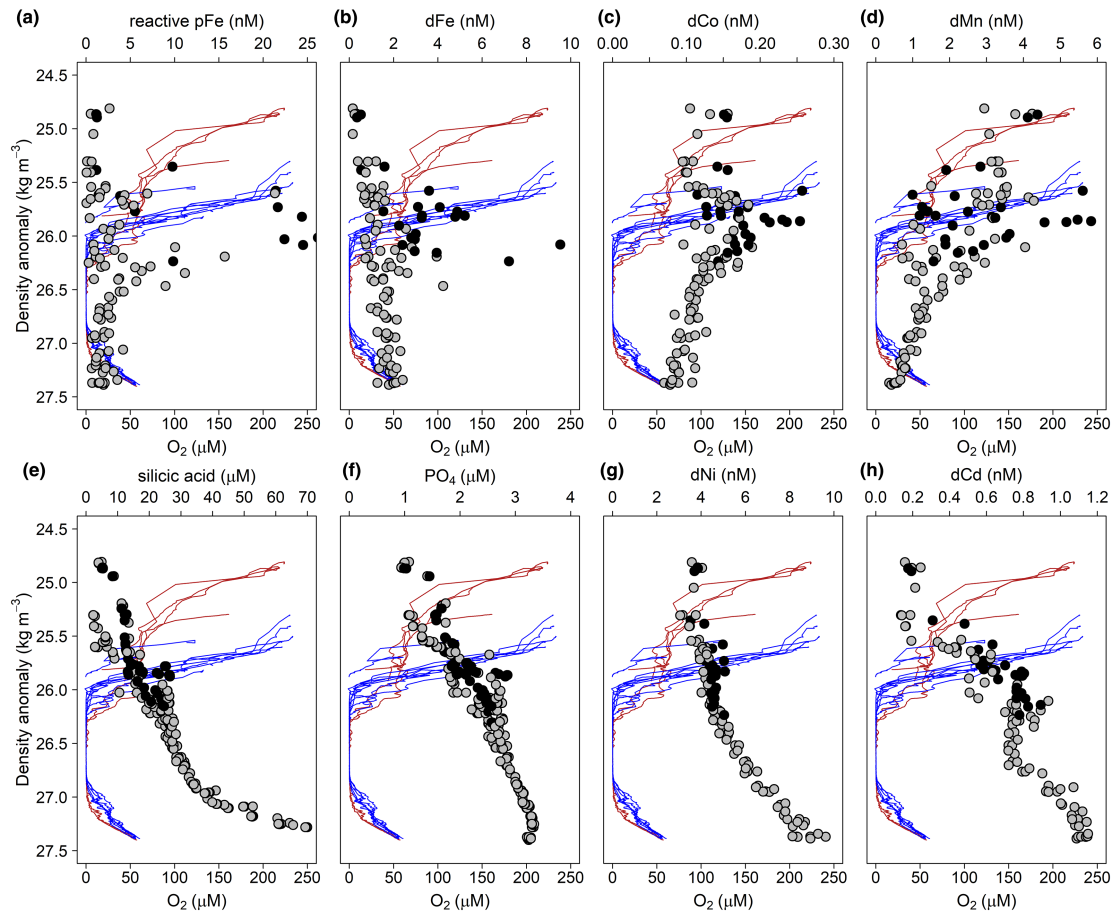 (a) reactive pFe (nM)
0 5 10 15 20 25
(b) dFe (nM)
0 2 4 6 8 10
(c) dCo (nM)
0.00 0.10 0.20 0.30
(d) dMn (nM)
0 1 2 3 4 5 6
Density anomaly (kg m−3)
24.5
25.0
25.5
26.0
26.5
27.0
27.5
0 50 100 150 200 250
O2 (μM)
0 50 100 150 200 250
O2 (μM)
0 50 100 150 200 250
O2 (μM)
0 50 100 150 200 250
O2 (μM)
(e) silicic acid (μM)
0 10 20 30 40 50 60 70
(f) PO4 (μM)
0 1 2 3 4
(g) dNi (nM)
0 2 4 6 8 10
(h) dCd (nM)
0.0 0.2 0.4 0.6 0.8 1.0 1.2
Density anomaly (kg m−3)
24.5
25.0
25.5
26.0
26.5
27.0
27.5
0 50 100 150 200 250
O2 (μM)
0 50 100 150 200 250
O2 (μM)
0 50 100 150 200 250
O2 (μM)
0 50 100 150 200 250
O2 (μM)